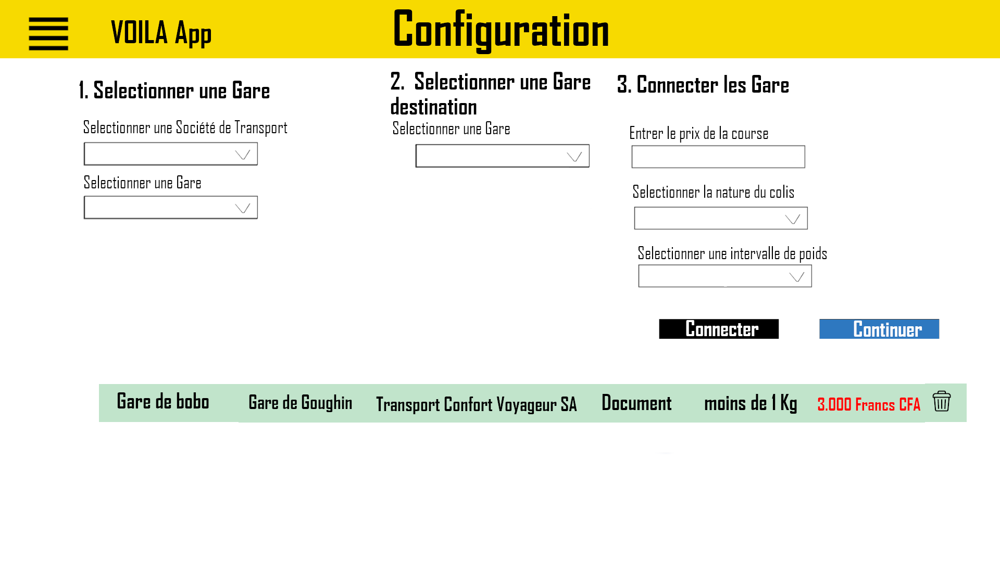 VOILA App
Configuration
1. Selectionner une Gare
Selectionner une Société de Transport
Selectionner une Gare
2. Selectionner une Gare
destination
Selectionner une Gare
3. Connecter les Gare
Entrer le prix de la course
Selectionner la nature du colis
Selectionner une intervalle de poids
Connecter
Continuer
Gare de bobo
Gare de Goughin
Transport Confort Voyageur SA
Document
moins de 1 Kg
3.000 Francs CFA